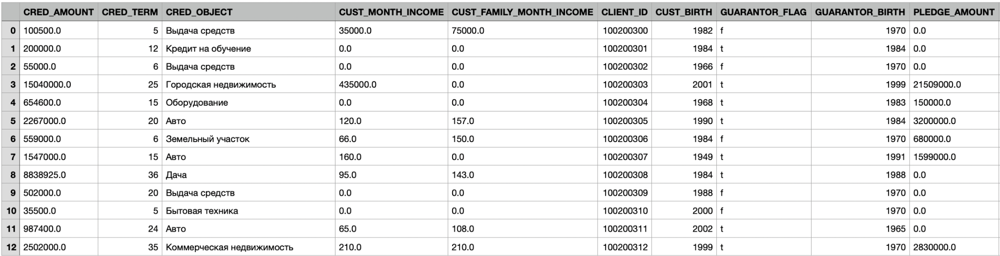 CRED_AMOUNT CRED_TERM CRED_OBJECT CUST_MONTH_INCOME CUST_FAMILY_MONTH_INCOME CLIENT_ID CUST_BIRTH GUARANTOR_FLAG GUARANTOR_BIRTH PLEDGE_AMOUNT
0 100500.0 5 Выдача средств 35000.0 75000.0 100200300 1982 f 1970 0.0
1 200000.0 12 Кредит на обучение 0.0 0.0 100200301 1984 t 1984 0.0
2 55000.0 6 Выдача средств 0.0 0.0 100200302 1966 f 1970 0.0
3 15040000.0 25 Городская недвижимость 435000.0 0.0 100200303 2001 t 1999 21509000.0
4 654600.0 15 Оборудование 0.0 0.0 100200304 1968 t 1983 150000.0
5 2267000.0 20 Авто 120.0 157.0 100200305 1990 t 1984 3200000.0
6 559000.0 6 Земельный участок 66.0 150.0 100200306 1984 f 1970 680000.0
7 1547000.0 15 Авто 160.0 0.0 100200307 1949 t 1991 1599000.0
8 8838925.0 36 Дача 95.0 143.0 100200308 1984 t 1988 0.0
9 502000.0 20 Выдача средств 0.0 0.0 100200309 1988 f 1970 0.0
10 35500.0 5 Бытовая техника 0.0 0.0 100200310 2000 f 1970 0.0
11 987400.0 24 Авто 65.0 108.0 100200311 2002 t 1965 0.0
12 2502000.0 35 Коммерческая недвижимость 210.0 210.0 100200312 1999 t 1970 2830000.0